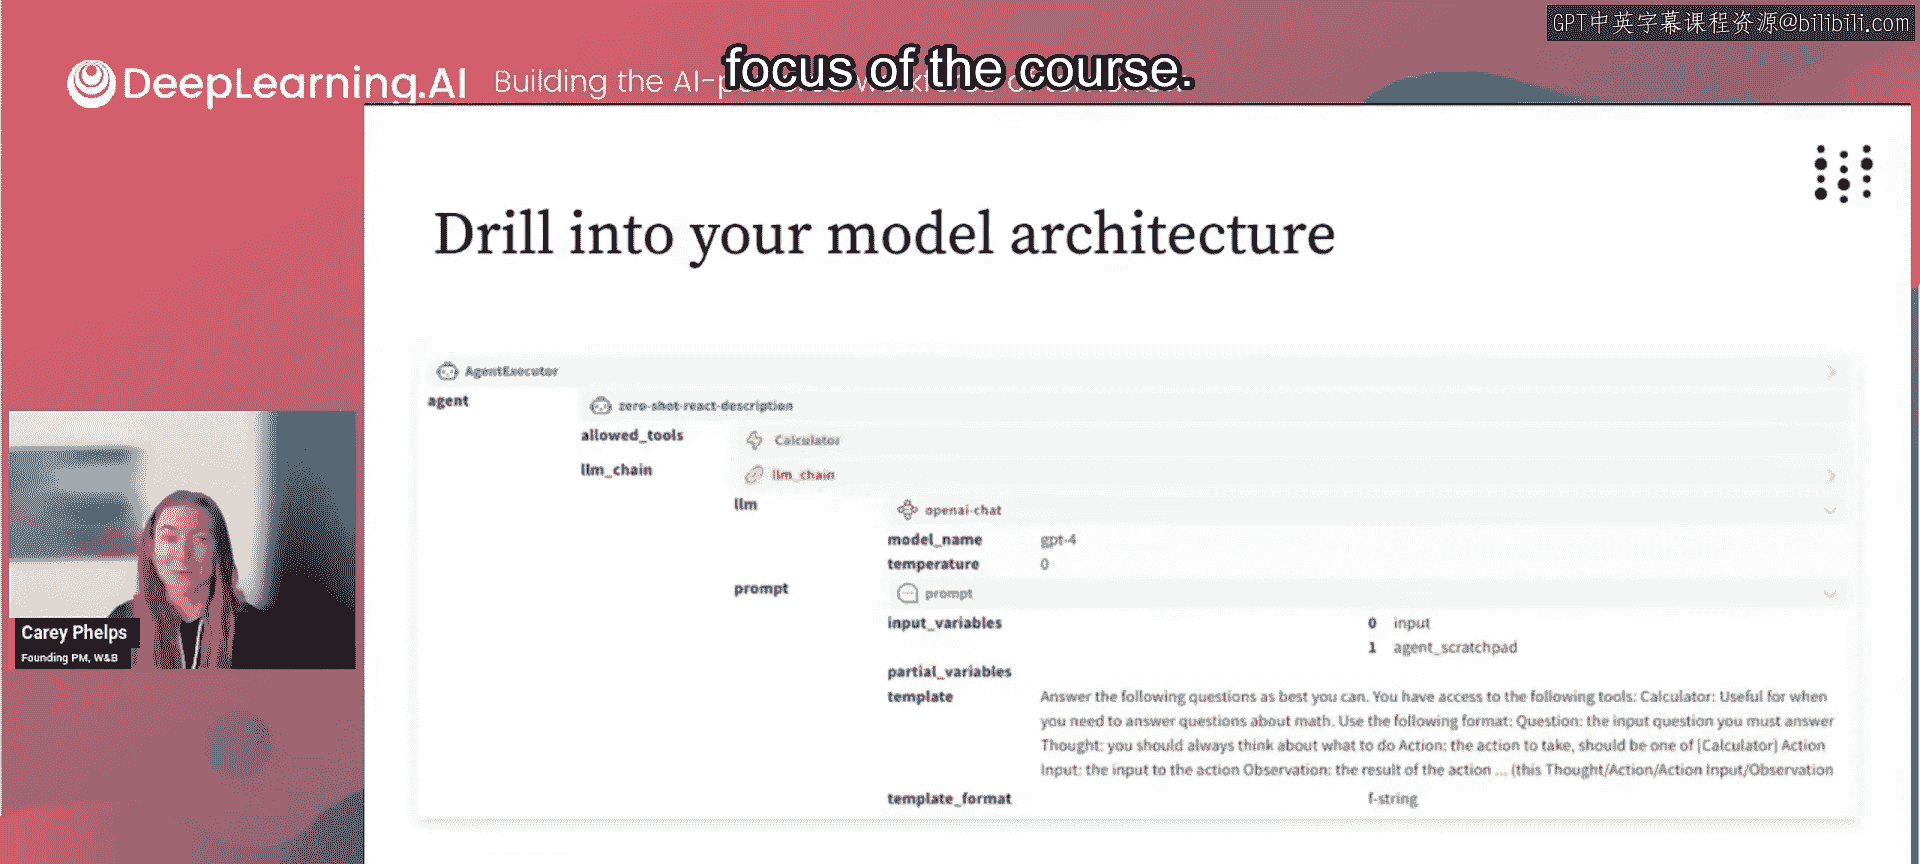 GPT中英字幕课程资源@bilibili.com
focus of the course.
DeepLearning.AI Building the AI-p
Drill into your model architecture
AgentExecutor
agent
zero-shot-react-description
allowed_tools
Calculator
llm_chain
llm_chain
llm
openai-chat
model_name gpt-4
temperature 0
prompt
prompt
input_variables 0 input
1 agent_scratchpad
partial_variables
template Answer the following questions as best you can. You have access to the following tools: Calculator: Useful for when
you need to answer questions about math. Use the following format: Question: the input question you must answer
Thought: you should always think about what to do Action: the action to take, should be one of [Calculator] Action
Input: the input to the action Observation: the result of the action ... (this Thought/Action/Action Input/Observation
template_format f-string
Carey Phelps
Founding PM, W&B